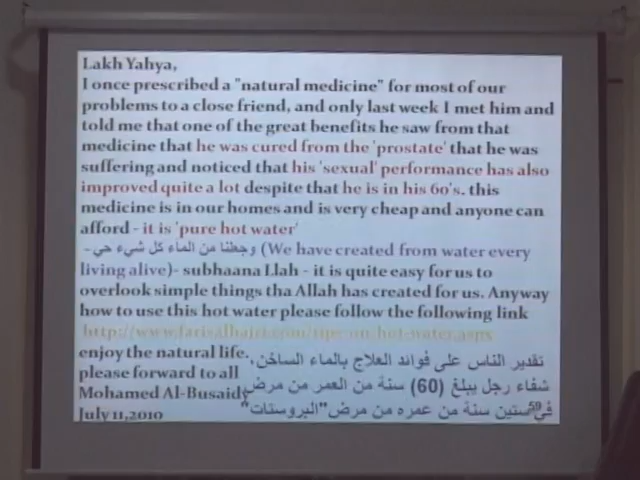 Lakh Yahya,
I once prescribed a "natural medicine" for most of our
problems to a close friend, and only last week I met him and
told me that one of the great benefits he saw from that
medicine that he was cured from the 'prostate' that he was
suffering and noticed that his 'sexual' performance has also
improved quite a lot despite that he is in his 60's. this
medicine is in our homes and is very cheap and anyone can
afford - it is 'pure hot water'
وجعلنا من الماء كل شيء حي-- (We have created from water every
living alive)- subhaana Llah - it is quite easy for us to
overlook simple things tha Allah has created for us. Anyway
how to use this hot water please follow the following link
enjoy the natural life.
please forward to all
Mohamed Al-Busaidy
July 11,2010
تقدير الناس على فوائد العلاج بالماء الساخن,
شفاء رجل يبلغ (60) سنة من العمر من مرض
في ستين سنة من عمره من مرض"البروستات"
59